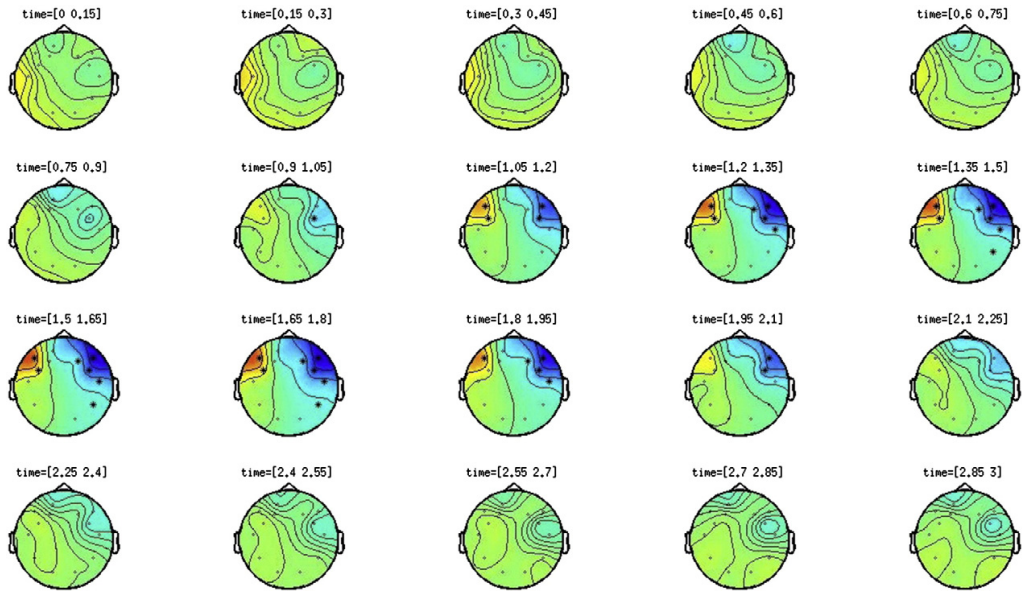 time=[0 0.15]
time=[0.15 0.3]
time=[0.3 0.45]
time=[0.45 0.6]
time=[0.6 0.75]
time=[0.75 0.9]
time=[0.9 1.05]
time=[1.05 1.2]
time=[1.2 1.35]
time=[1.35 1.5]
time=[1.5 1.65]
time=[1.65 1.8]
time=[1.8 1.95]
time=[1.95 2.1]
time=[2.1 2.25]
time=[2.25 2.4]
time=[2.4 2.55]
time=[2.55 2.7]
time=[2.7 2.85]
time=[2.85 3]